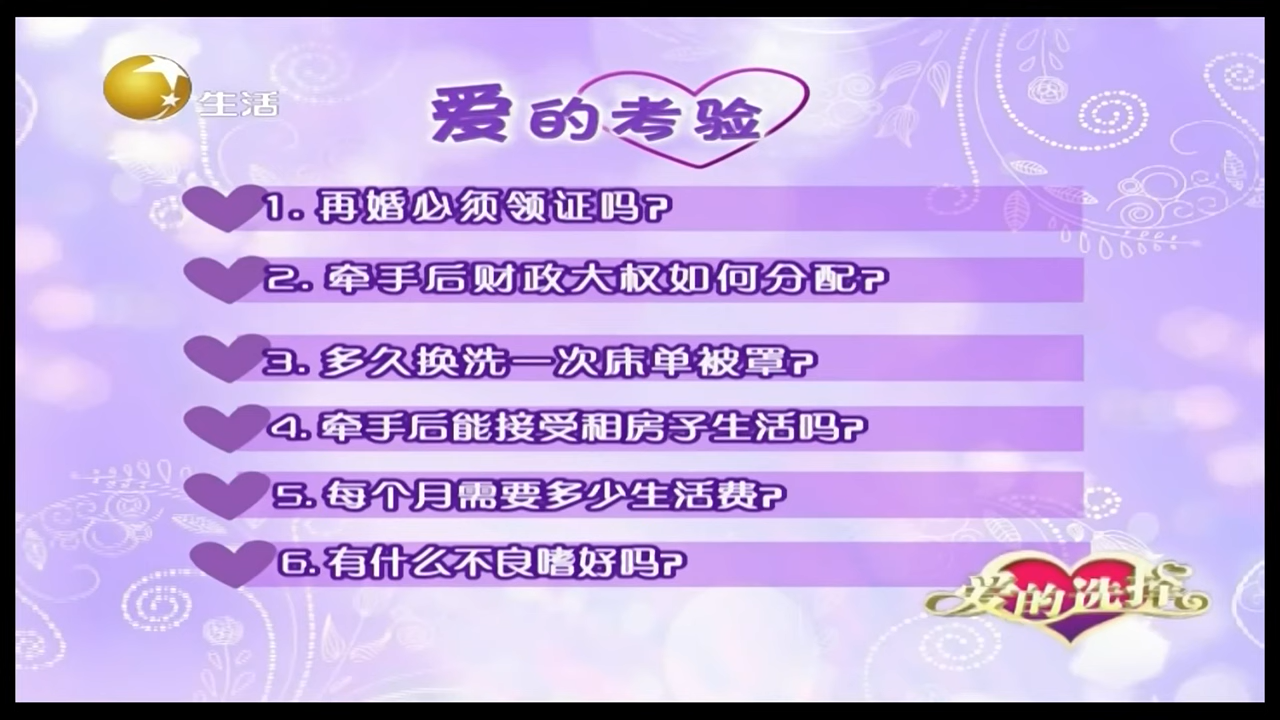 生活
爱的考验
1. 再婚必须领证吗?
2. 牵手后财政大权如何分配?
3. 多久换洗一次床单被罩?
4. 牵手后能接受租房子生活吗?
5. 每个月需要多少生活费?
6. 有什么不良嗜好吗?
爱的选择